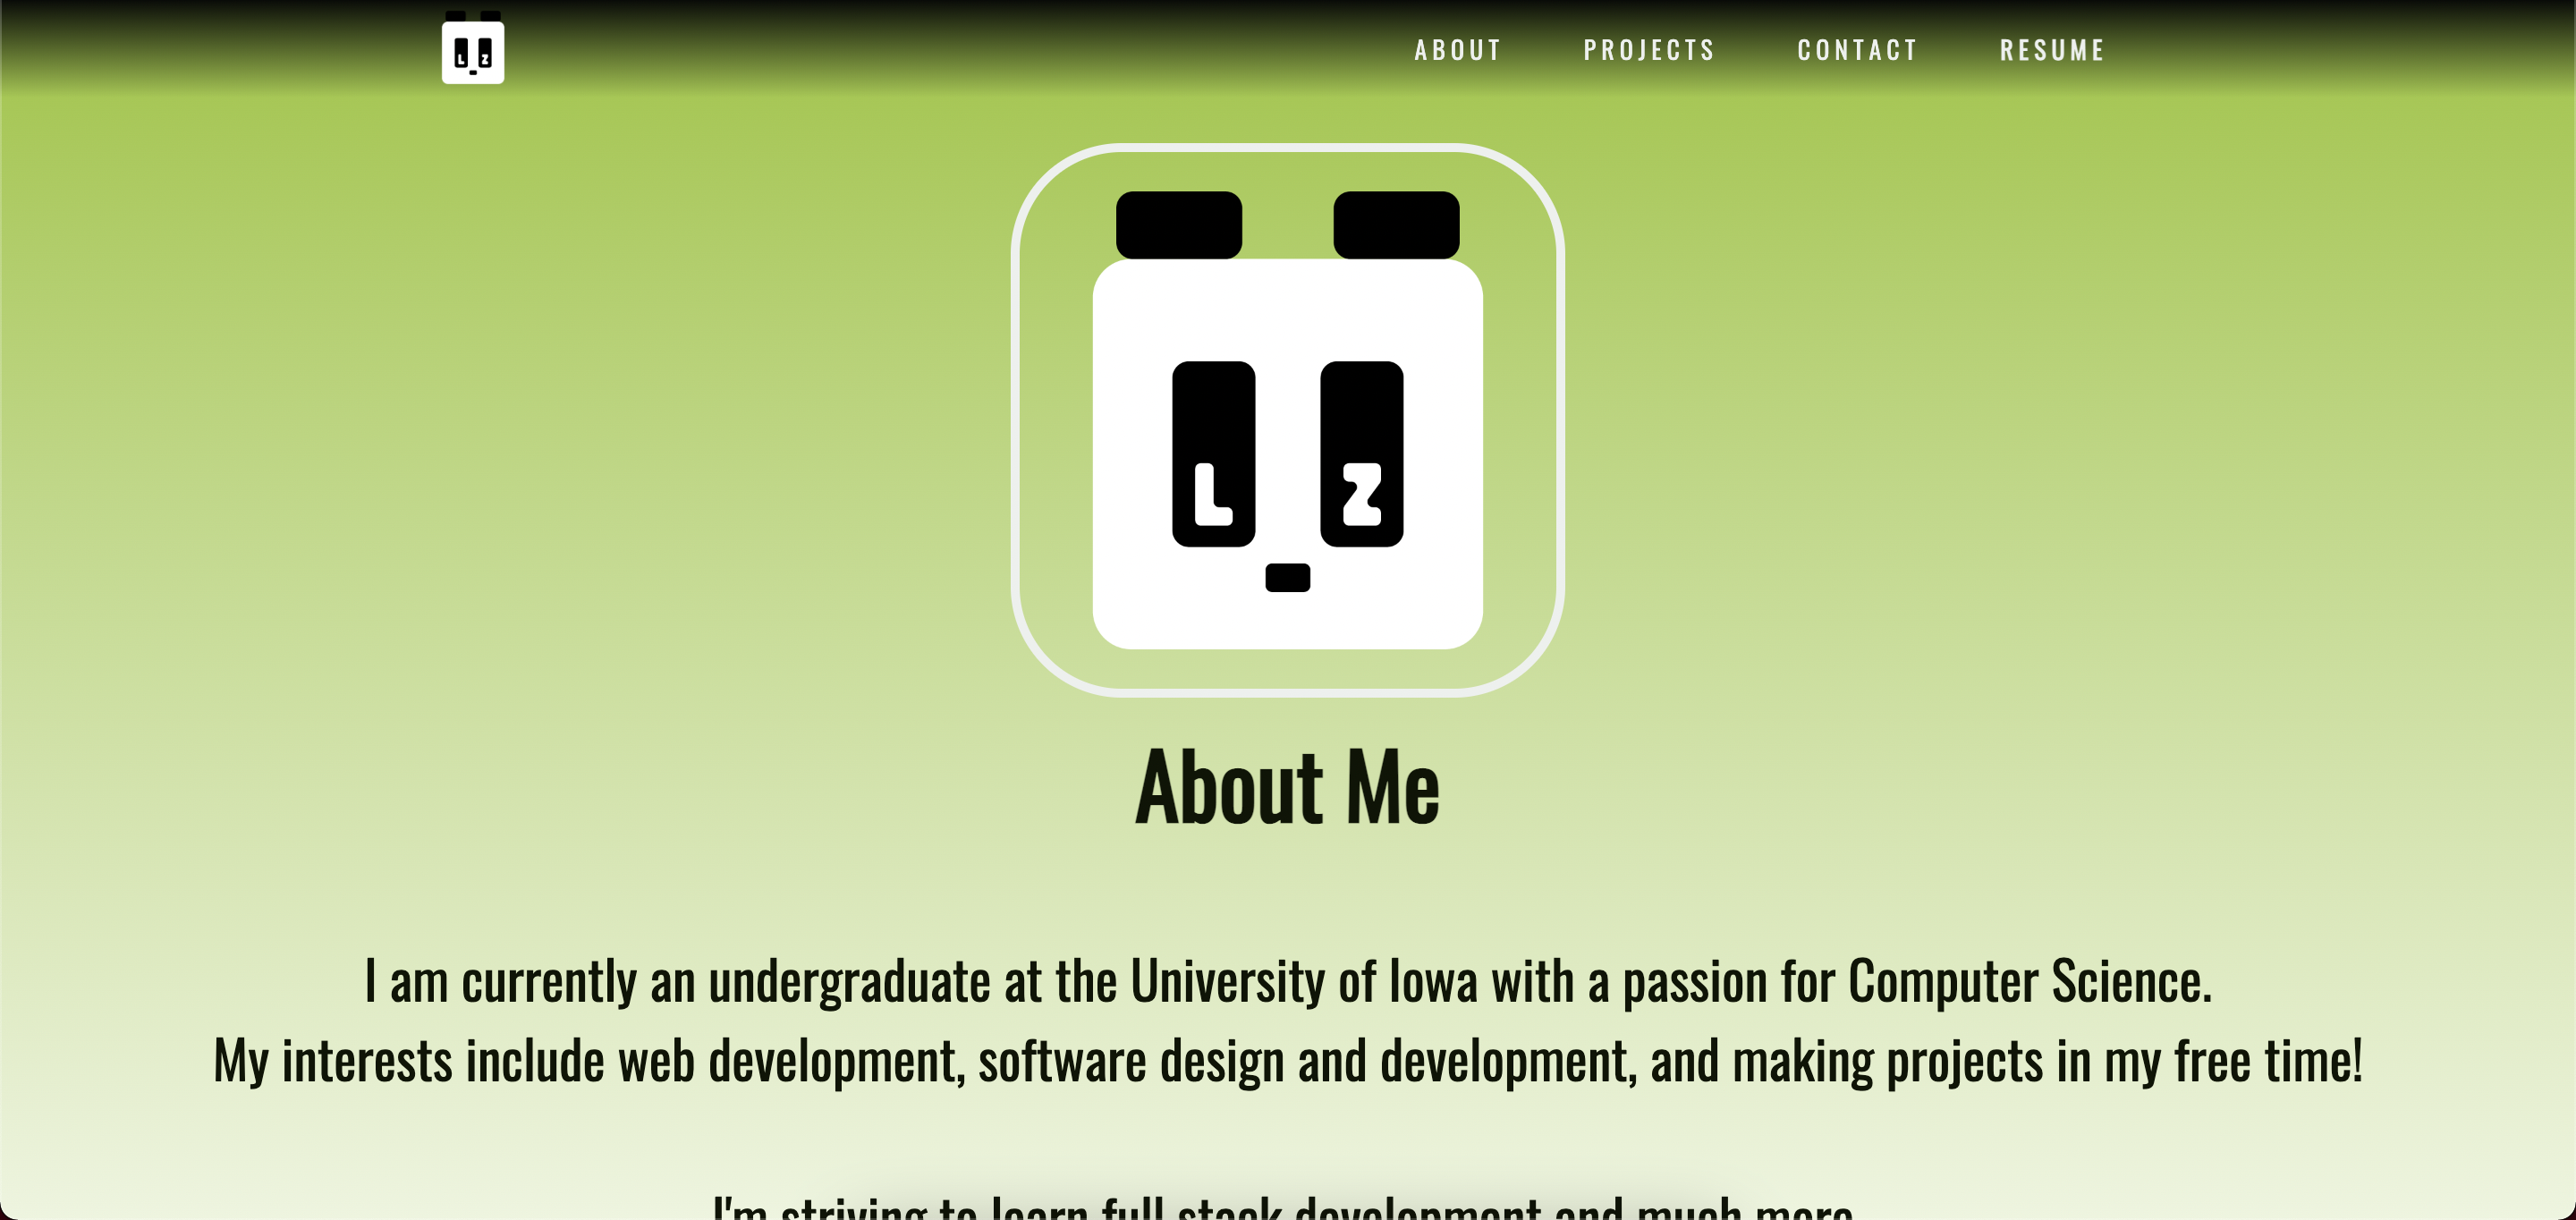 L Z
ABOUT PROJECTS CONTACT RESUME
L Z
About Me
I am currently an undergraduate at the University of Iowa with a passion for Computer Science.
My interests include web development, software design and development, and making projects in my free time!
I'm striving to learn full stack development and much more